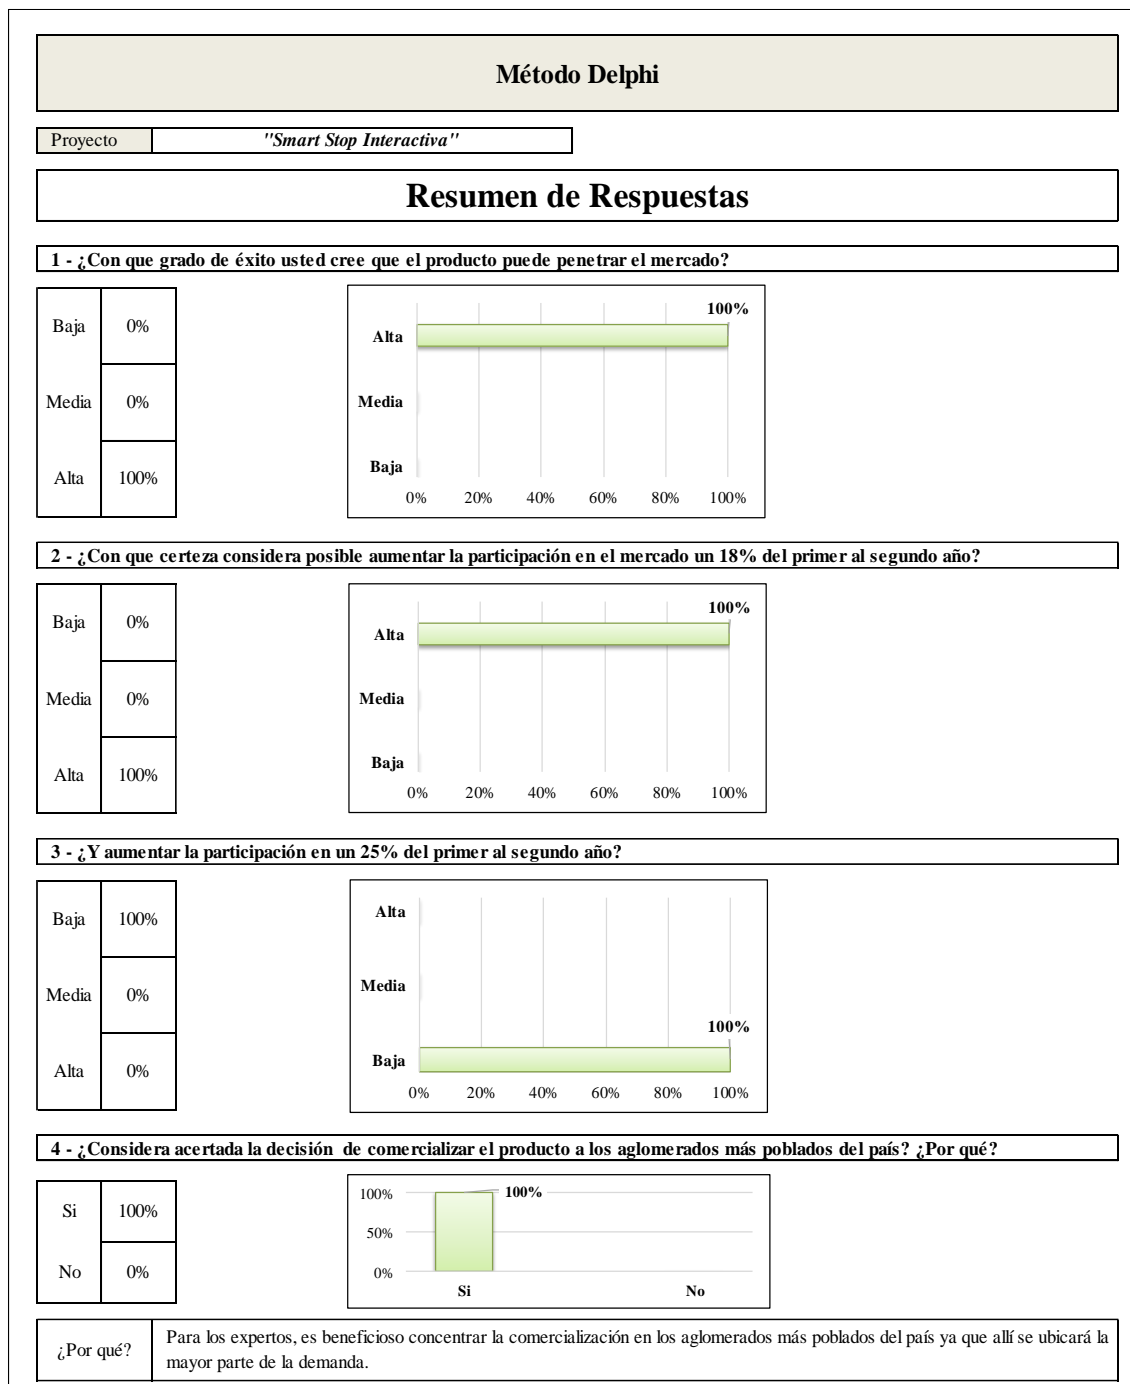 Método Delphi
Proyecto "Smart Stop Interactiva"
Resumen de Respuestas
1 - ¿Con que grado de éxito usted cree que el producto puede penetrar el mercado?
Baja 0%
Media 0%
Alta 100%
100%
Alta
Media
Baja
0% 20% 40% 60% 80% 100%
2 - ¿Con que certeza considera posible aumentar la participación en el mercado un 18% del primer al segundo año?
Baja 0%
Media 0%
Alta 100%
100%
Alta
Media
Baja
0% 20% 40% 60% 80% 100%
3 - ¿Y aumentar la participación en un 25% del primer al segundo año?
Baja 100%
Media 0%
Alta 0%
Alta
Media
100%
Baja
0% 20% 40% 60% 80% 100%
4 - ¿Considera acertada la decisión de comercializar el producto a los aglomerados más poblados del país? ¿Por qué?
Si 100%
No 0%
100% 100%
50%
0%
Si No
¿Por qué? Para los expertos, es beneficioso concentrar la comercialización en los aglomerados más poblados del país ya que allí se ubicará la
mayor parte de la demanda.